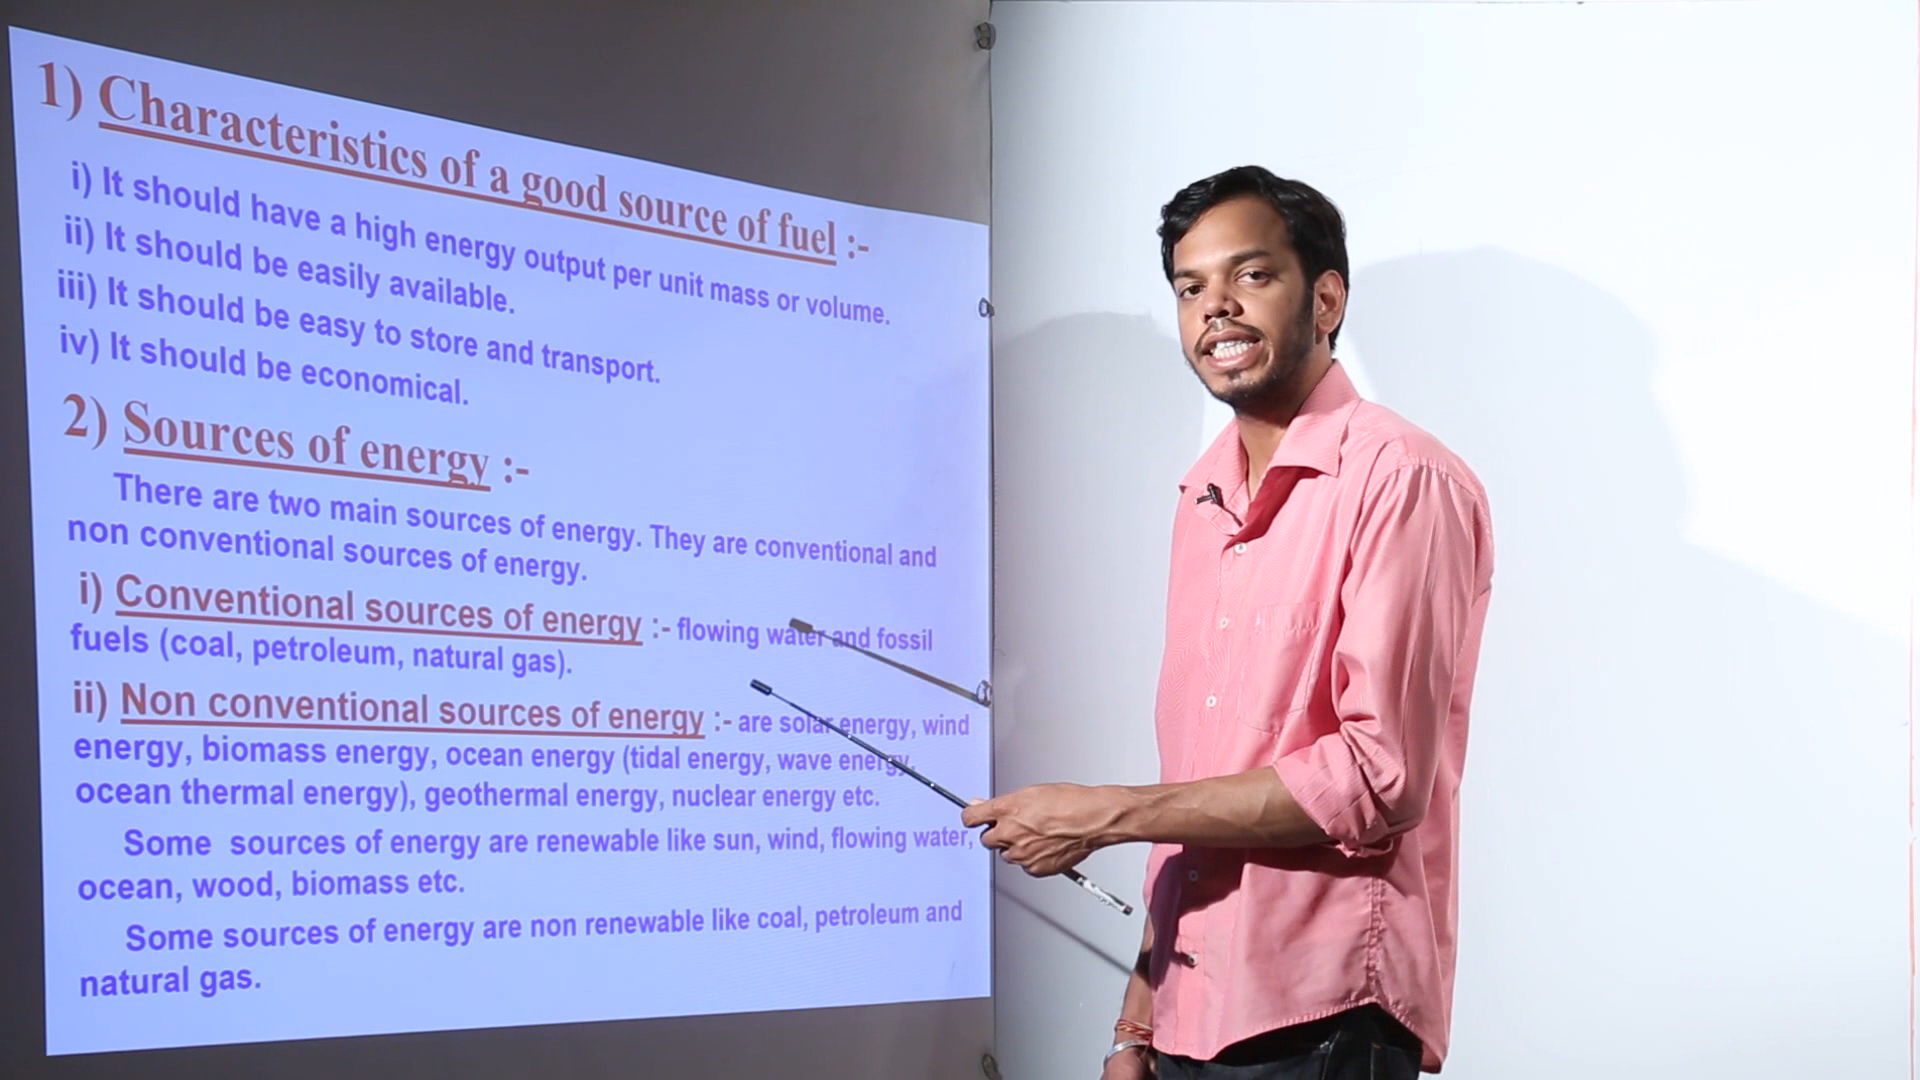 1) Characteristics of a good source of fuel :-
i) It should have a high energy output per unit mass or volume.
ii) It should be easily available.
iii) It should be easy to store and transport.
iv) It should be economical.
2) Sources of energy :-
There are two main sources of energy. They are conventional and
non conventional sources of energy.
i) Conventional sources of energy :- flowing water and fossil
fuels (coal, petroleum, natural gas).
ii) Non conventional sources of energy :- are solar energy, wind
energy, biomass energy, ocean energy (tidal energy, wave energy,
ocean thermal energy), geothermal energy, nuclear energy etc.
Some sources of energy are renewable like sun, wind, flowing water,
ocean, wood, biomass etc.
Some sources of energy are non renewable like coal, petroleum and
natural gas.